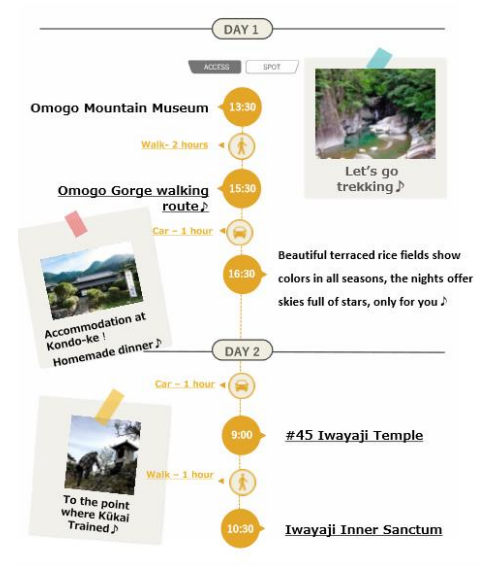 DAY 1
ACCESS
SPOT
Omogo Mountain Museum
13:30
Let's go
trekking♪
Walk- 2 hours
Omogo Gorge walking
route♪
15:30
Car – 1 hour
16:30
Beautiful terraced rice fields show
colors in all seasons, the nights offer
skies full of stars, only for you ♪
Accommodation at
Kondo-ke !
Homemade dinner♪
DAY 2
Car – 1 hour
9:00
#45 Iwayaji Temple
Walk – 1 hour
To the point
where Kūkai
Trained♪
10:30
Iwayaji Inner Sanctum